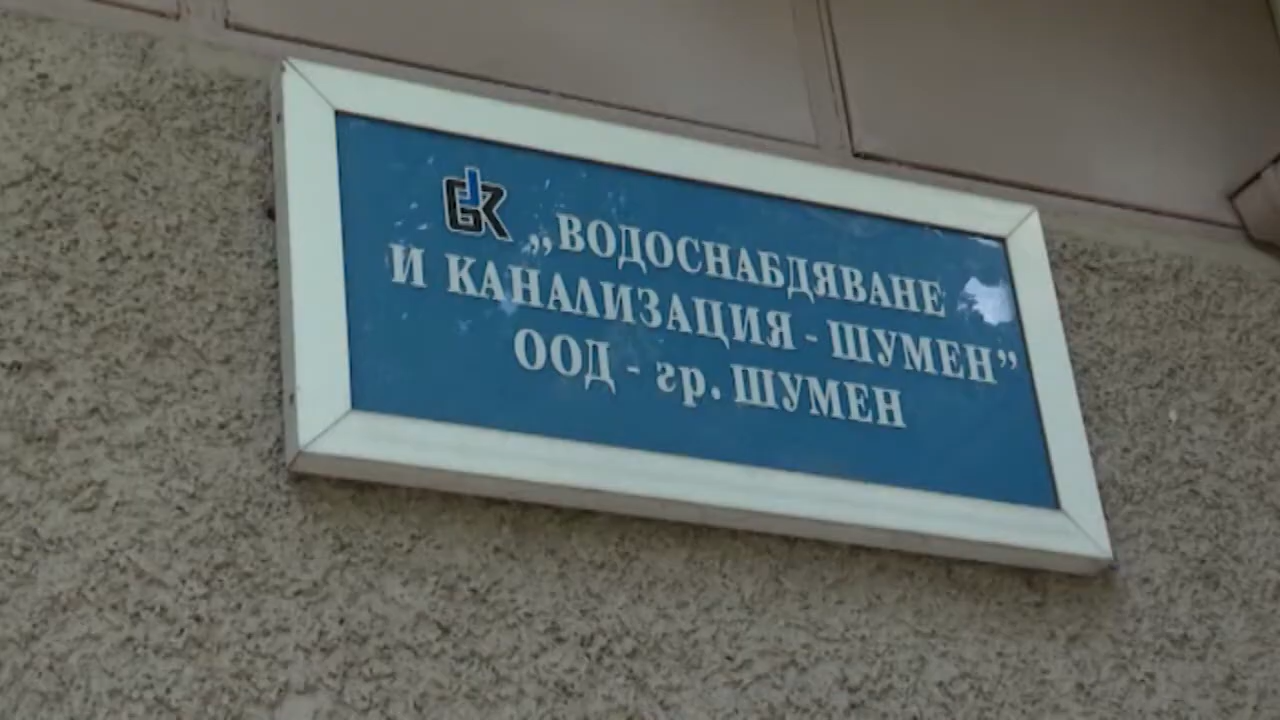 „ВОДОСНАБДЯВАНЕ
И КАНАЛИЗАЦИЯ - ШУМЕН”
ООД - гр. ШУМЕН